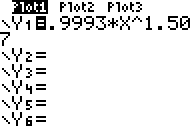 Plot1 Plot2 Plot3
\Y1=.9993*X^1.50
7
\Y2=
\Y3=
\Y4=
\Y5=
\Y6=